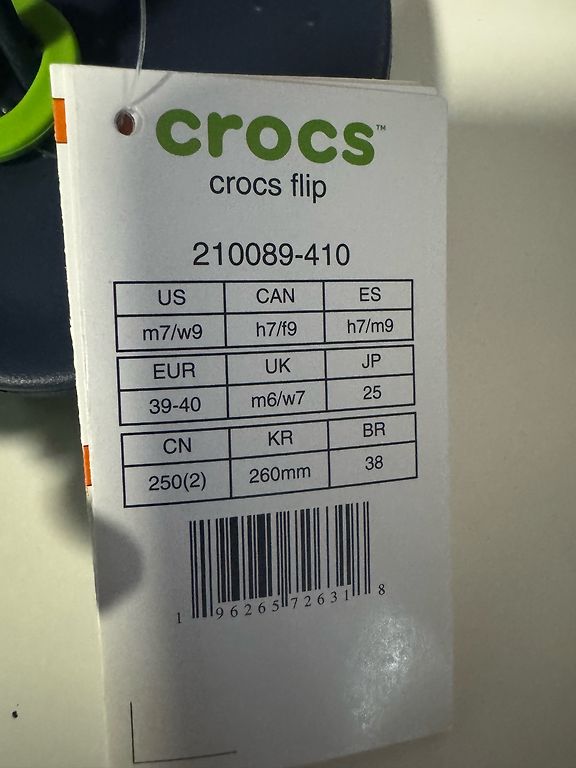 crocs™
crocs flip
210089-410
US CAN ES
m7/w9 h7/f9 h7/m9
EUR UK JP
39-40 m6/w7 25
CN KR BR
250(2) 260mm 38
1 96265 72631 8